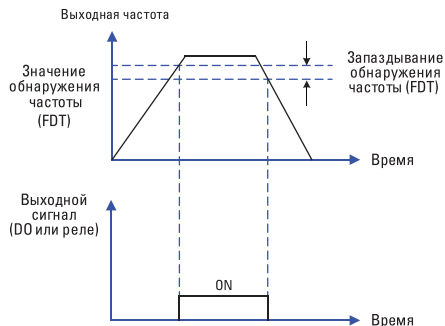 Выходная частота
Значение
обнаружения
частоты
(FDT)
Запаздывание
обнаружения
частоты (FDT)
Время
Выходной
сигнал
(DO или реле)
ON
Время